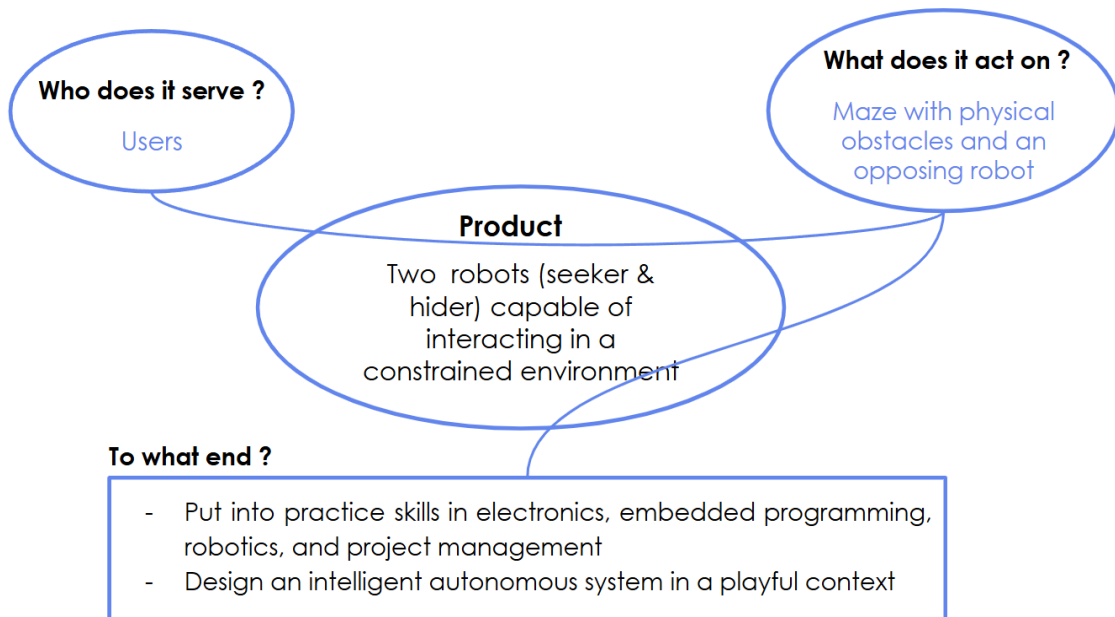 Who does it serve ?
Users
What does it act on ?
Maze with physical
obstacles and an
opposing robot
Product
Two robots (seeker &
hider) capable of
interacting in a
constrained environment
To what end ?
- Put into practice skills in electronics, embedded programming,
robotics, and project management
- Design an intelligent autonomous system in a playful context